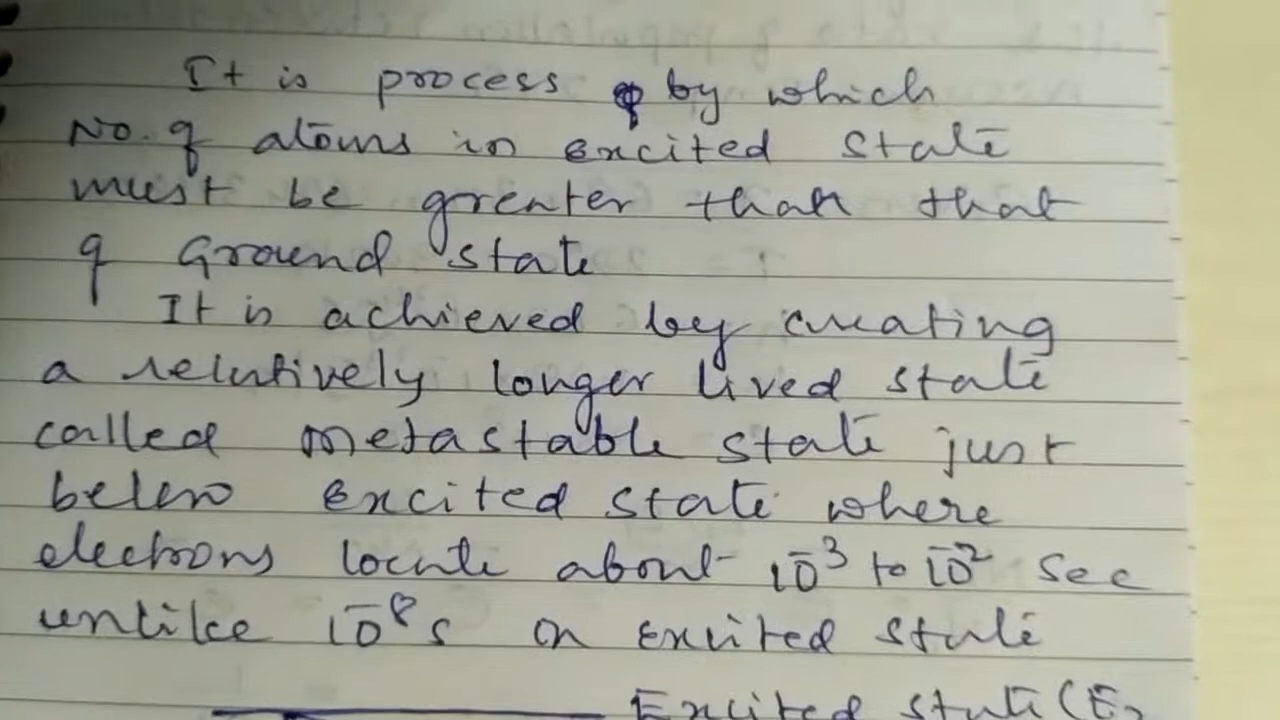 It is process by which
No. of atoms in excited state
must be greater than that
of Ground state
It is achieved by creating
a relatively longer lived state
called metastable state just
below excited state where
electrons locate about 10⁻³ to 10⁻² sec
unlike 10⁻⁸ s in excited state
Excited state (E₂